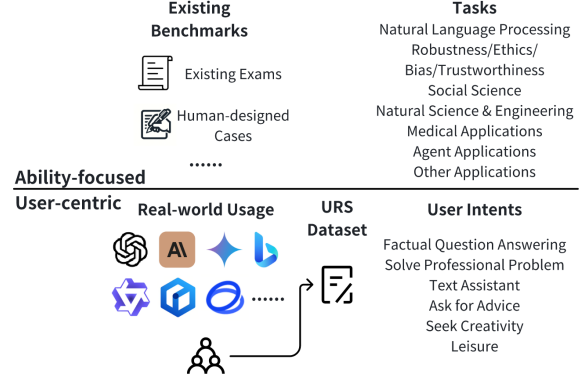 Existing
Benchmarks
Existing Exams
Human-designed
Cases
......
Tasks
Natural Language Processing
Robustness/Ethics/
Bias/Trustworthiness
Social Science
Natural Science & Engineering
Medical Applications
Agent Applications
Other Applications
Ability-focused
User-centric
Real-world Usage
A\
......
URS
Dataset
User Intents
Factual Question Answering
Solve Professional Problem
Text Assistant
Ask for Advice
Seek Creativity
Leisure